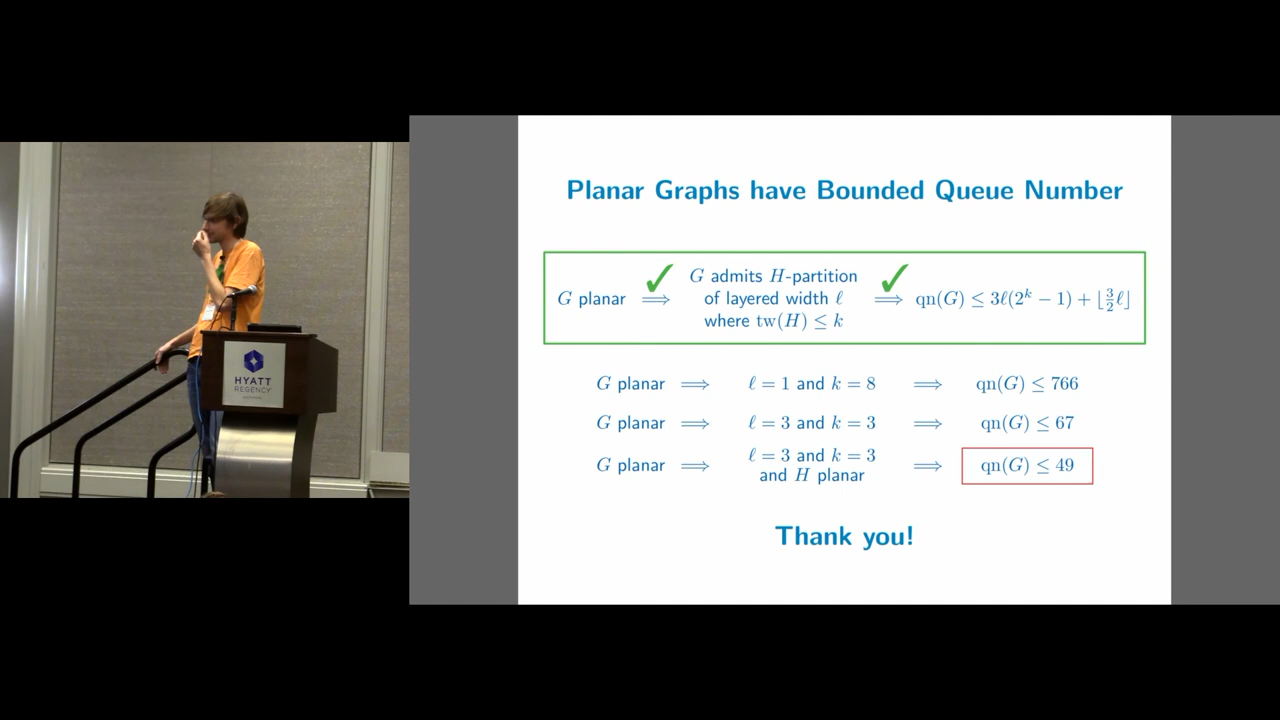 Planar Graphs have Bounded Queue Number
G planar ⟹ G admits H-partition of layered width ℓ where tw(H) ≤ k ⟹ qn(G) ≤ 3ℓ(2^k − 1) + ⌊3/2 ℓ⌋
G planar ⟹ ℓ = 1 and k = 8 ⟹ qn(G) ≤ 766
G planar ⟹ ℓ = 3 and k = 3 ⟹ qn(G) ≤ 67
G planar ⟹ ℓ = 3 and k = 3 and H planar ⟹ qn(G) ≤ 49
Thank you!
HYATT
REGENCY